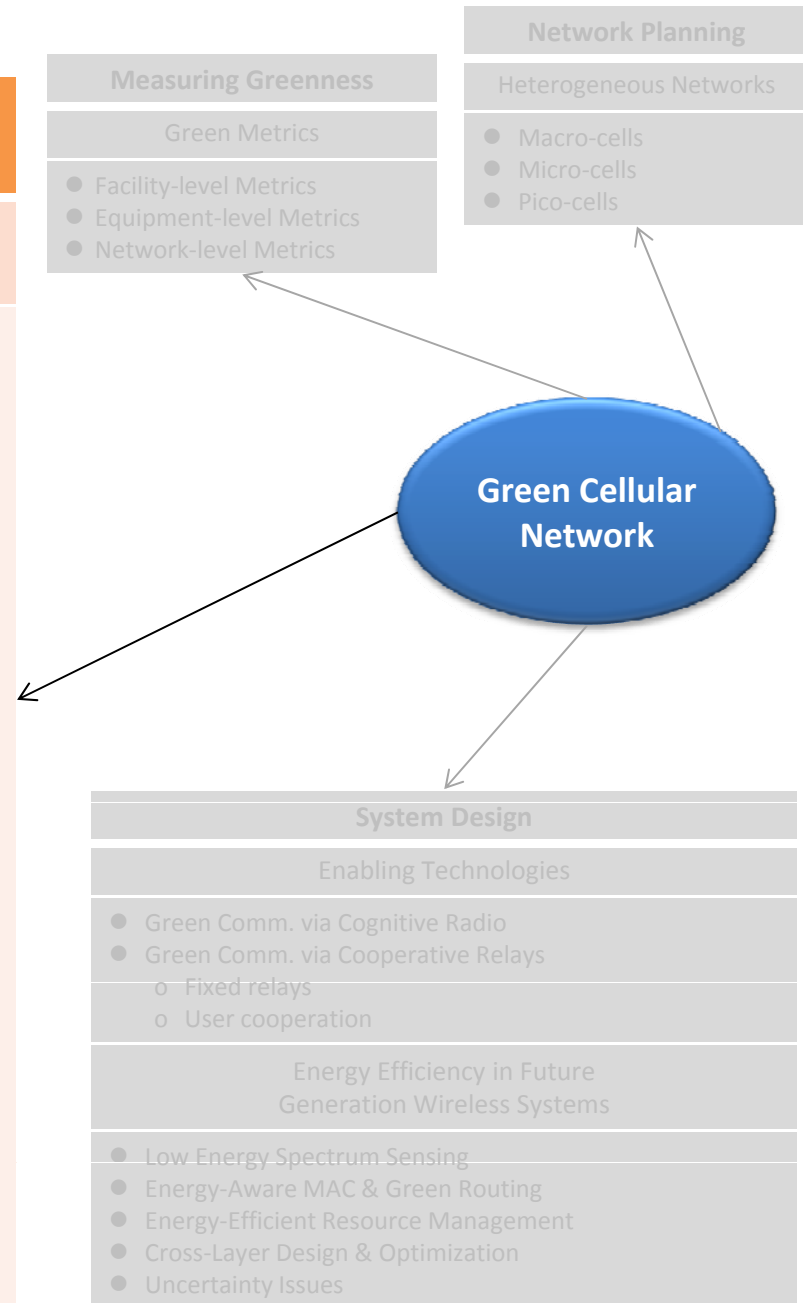 Network Planning
Heterogeneous Networks
● Macro-cells
● Micro-cells
● Pico-cells
Measuring Greenness
Green Metrics
● Facility-level Metrics
● Equipment-level Metrics
● Network-level Metrics
Green Cellular
Network
System Design
Enabling Technologies
● Green Comm. via Cognitive Radio
● Green Comm. via Cooperative Relays
o Fixed relays
o User cooperation
Energy Efficiency in Future
Generation Wireless Systems
● Low Energy Spectrum Sensing
● Energy-Aware MAC & Green Routing
● Energy-Efficient Resource Management
● Cross-Layer Design & Optimization
● Uncertainty Issues